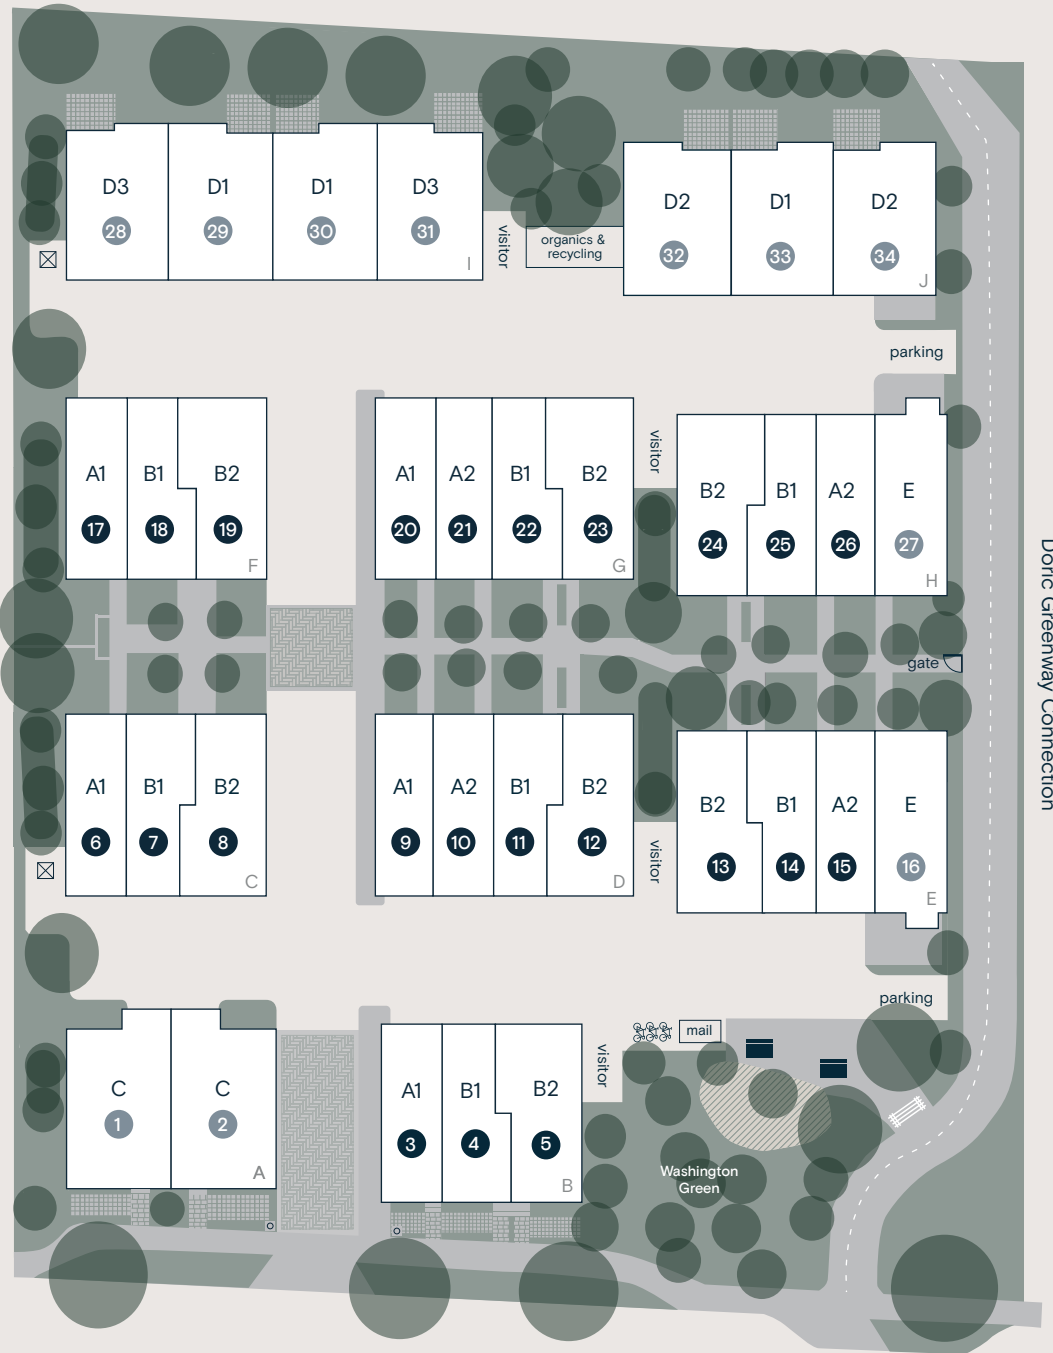 D3 D1 D1 D3
28 29 30 31
I
visitor
organics &
recycling
D2 D1 D2
32 33 34
J
parking
A1 B1 B2
17 18 19
F
A1 A2 B1 B2
20 21 22 23
G
visitor
B2 B1 A2 E
24 25 26 27
H
gate
Doric Greenway Connection
A1 B1 B2
6 7 8
C
A1 A2 B1 B2
9 10 11 12
D
visitor
B2 B1 A2 E
13 14 15 16
E
parking
C C
1 2
A
A1 B1 B2
3 4 5
B
visitor
mail
Washington
Green